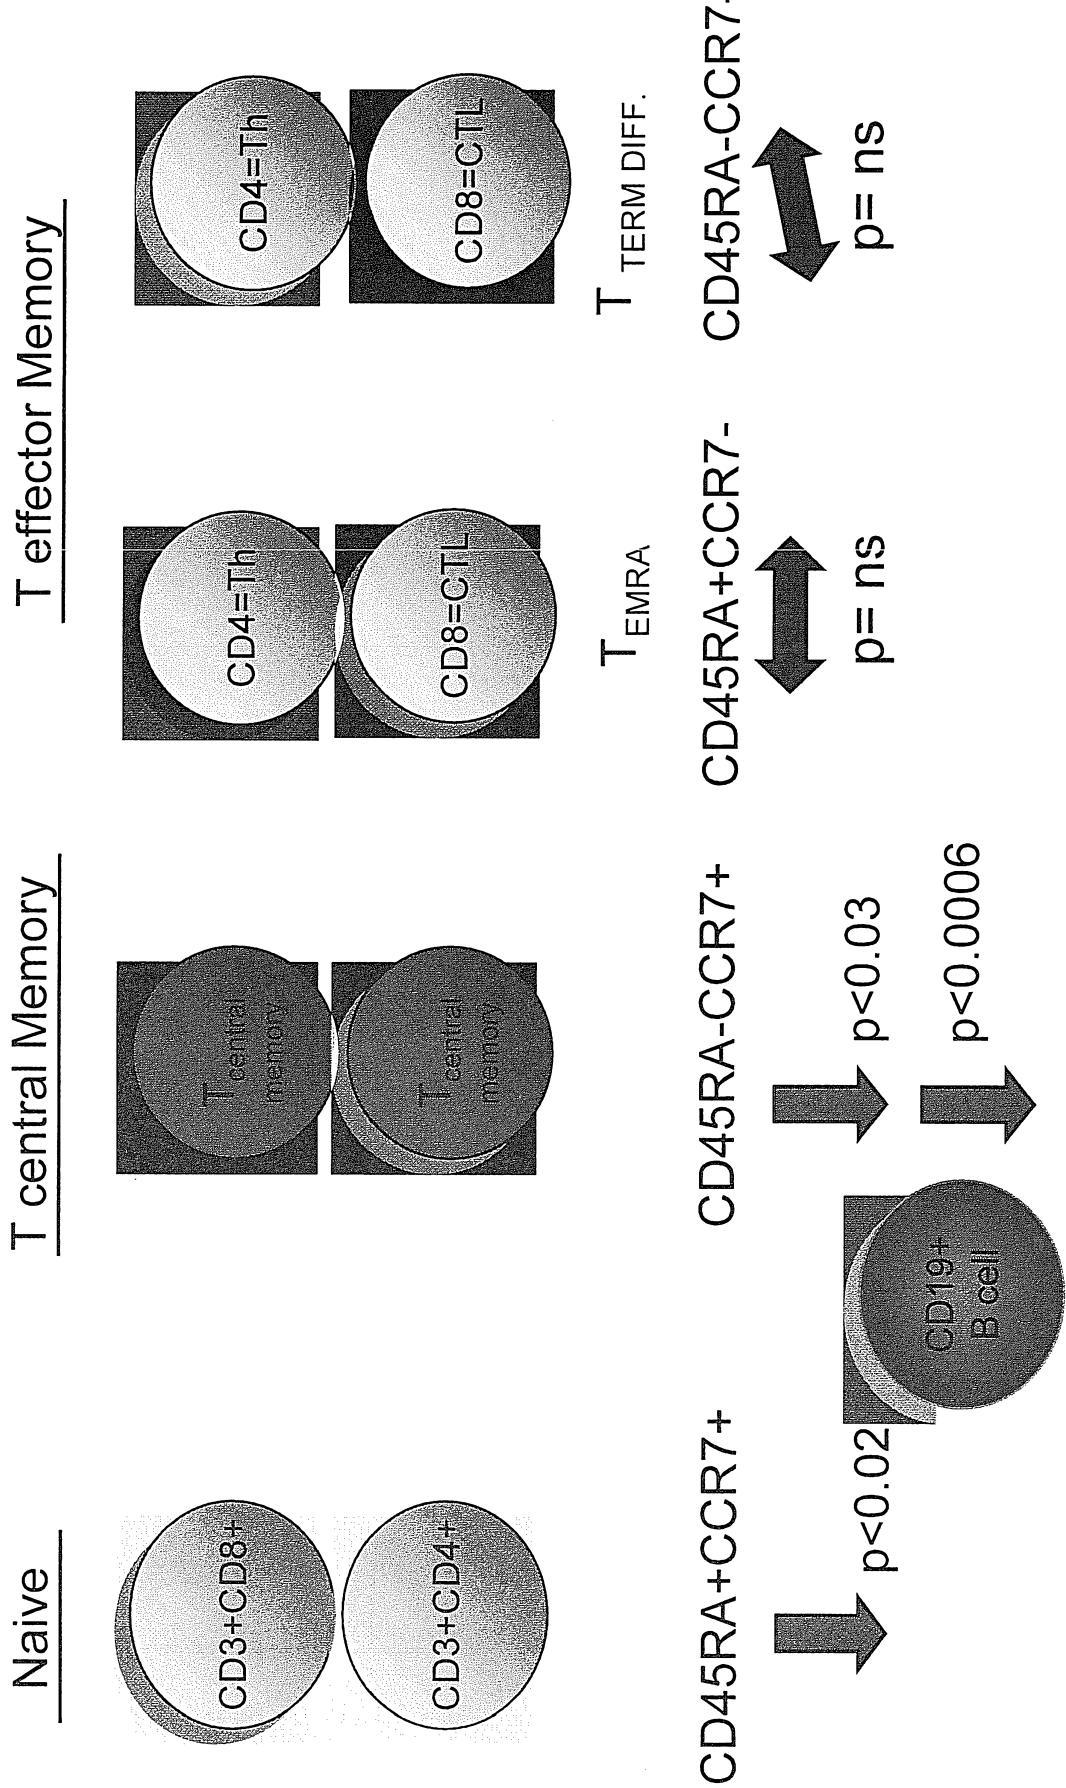 Naive
T central Memory
T effector Memory
CD3+CD8+
T central
memory
CD4=Th
CD4=Th
CD3+CD4+
T central
memory
CD8=CTL
CD8=CTL
T EMRA
T TERM DIFF.
CD45RA+CCR7+
CD45RA-CCR7+
CD45RA+CCR7-
CD45RA-CCR7-
p<0.02
p<0.03
p= ns
p= ns
CD19+
B cell
p<0.0006